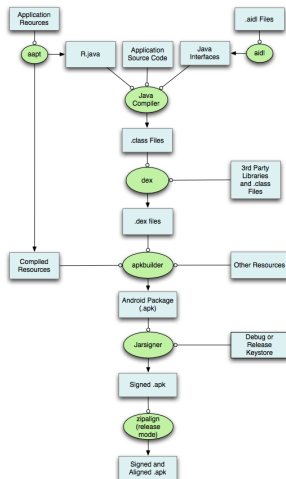 Application
Reources
.aidl Files
aapt
R.java
Application
Source Code
Java
Interfaces
aidl
Java
Compiler
.class Files
dex
3rd Party
Libraries
and .class
Files
.dex files
Compiled
Resources
apkbuilder
Other Resources
Android Package
(.apk)
Jarsigner
Debug or
Release
Keystore
Signed .apk
zipalign
(release
mode)
Signed and
Aligned .apk